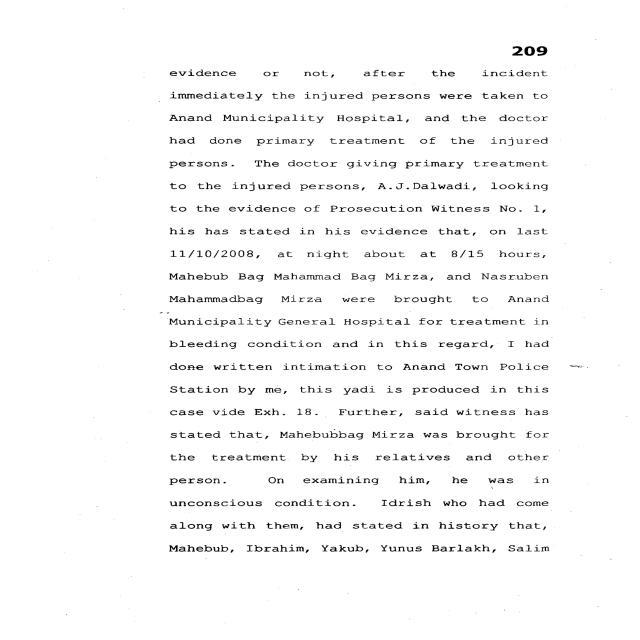 209
evidence or not, after the incident
immediately the injured persons were taken to
Anand Municipality Hospital, and the doctor
had done primary treatment of the injured
persons. The doctor giving primary treatment
to the injured persons, A.J.Dalwadi, looking
to the evidence of Prosecution Witness No. 1,
his has stated in his evidence that, on last
11/10/2008, at night about at 8/15 hours,
Mahebub Bag Mahammad Bag Mirza, and Nasruben
Mahammadbag Mirza were brought to Anand
Municipality General Hospital for treatment in
bleeding condition and in this regard, I had
done written intimation to Anand Town Police
Station by me, this yadi is produced in this
case vide Exh. 18. Further, said witness has
stated that, Mahebubbag Mirza was brought for
the treatment by his relatives and other
person. On examining him, he was in
unconscious condition. Idrish who had come
along with them, had stated in history that,
Mahebub, Ibrahim, Yakub, Yunus Barlakh, Salim